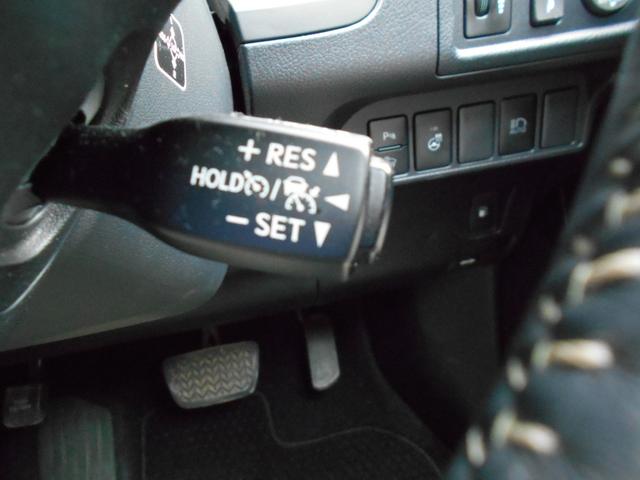 + RES
HOLD /
− SET